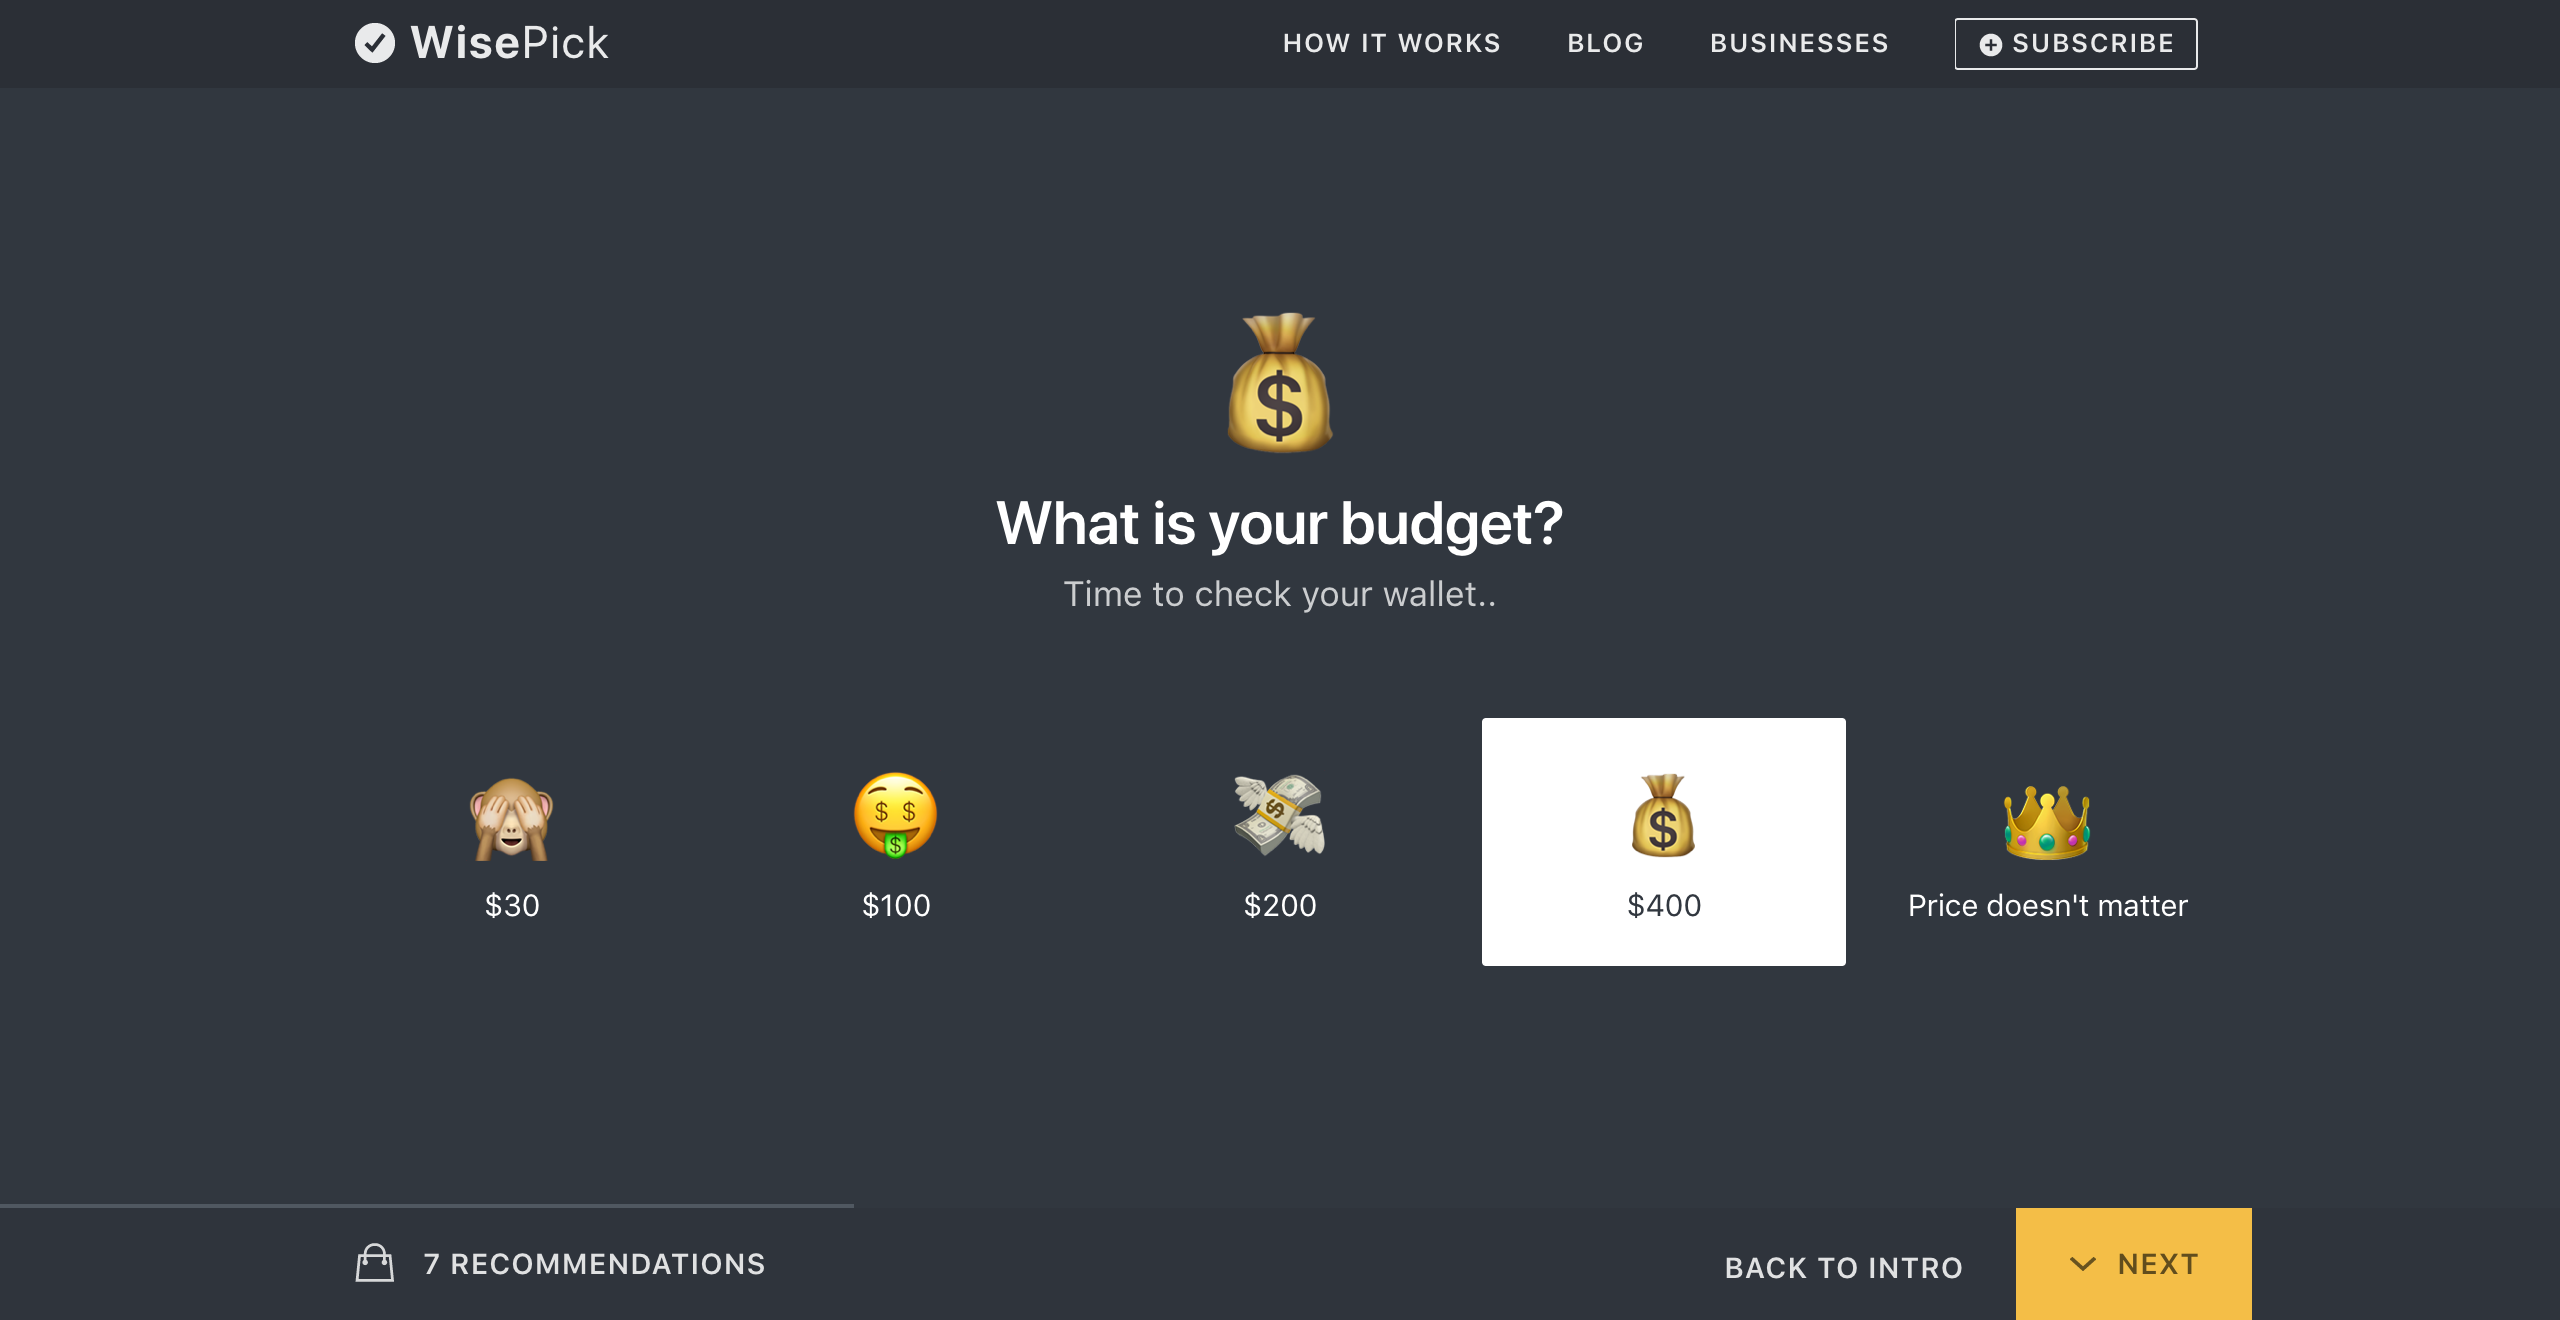 WisePick
HOW IT WORKS
BLOG
BUSINESSES
SUBSCRIBE
$
What is your budget?
Time to check your wallet..
$30
$100
$200
$400
Price doesn't matter
7 RECOMMENDATIONS
BACK TO INTRO
NEXT